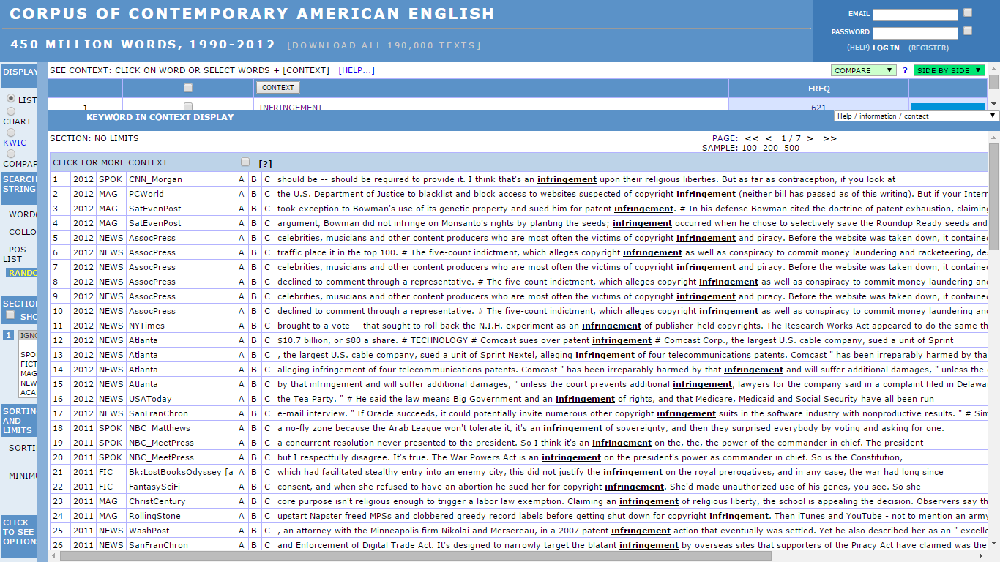 CORPUS OF CONTEMPORARY AMERICAN ENGLISH
450 MILLION WORDS, 1990-2012 [DOWNLOAD ALL 190,000 TEXTS]
EMAIL
PASSWORD
(HELP) LOG IN (REGISTER)
DISPLAY
LIST
CHART
KWIC
COMPAR
SEARCH
STRING
WORD(
COLLO
POS
LIST
RANDO
SECTION
SHO
1 IGNO
-----
SPO
FICT
MAG
NEW
ACA
SORTING
AND
LIMITS
SORTI
MINIMU
CLICK
TO SEE
OPTION
SEE CONTEXT: CLICK ON WORD OR SELECT WORDS + [CONTEXT] [HELP...] COMPARE ? SIDE BY SIDE
CONTEXT FREQ
1 INFRINGEMENT 621
KEYWORD IN CONTEXT DISPLAY Help / information / contact
SECTION: NO LIMITS PAGE: << < 1 / 7 > >>
SAMPLE: 100 200 500
CLICK FOR MORE CONTEXT [?]
1 2012 SPOK CNN_Morgan A B C should be -- should be required to provide it. I think that's an infringement upon their religious liberties. But as far as contraception, if you look at
2 2012 MAG PCWorld A B C the U.S. Department of Justice to blacklist and block access to websites suspected of copyright infringement (neither bill has passed as of this writing). But if your Intern
3 2012 MAG SatEvenPost A B C took exception to Bowman's use of its genetic property and sued him for patent infringement. # In his defense Bowman cited the doctrine of patent exhaustion, claiming
4 2012 MAG SatEvenPost A B C argument, Bowman did not infringe on Monsanto's rights by planting the seeds; infringement occurred when he chose to selectively save the Roundup Ready seeds and
5 2012 NEWS AssocPress A B C celebrities, musicians and other content producers who are most often the victims of copyright infringement and piracy. Before the website was taken down, it contained
6 2012 NEWS AssocPress A B C traffic place it in the top 100. # The five-count indictment, which alleges copyright infringement as well as conspiracy to commit money laundering and racketeering, de
7 2012 NEWS AssocPress A B C celebrities, musicians and other content producers who are most often the victims of copyright infringement and piracy. Before the website was taken down, it contained
8 2012 NEWS AssocPress A B C declined to comment through a representative. # The five-count indictment, which alleges copyright infringement as well as conspiracy to commit money laundering and
9 2012 NEWS AssocPress A B C celebrities, musicians and other content producers who are most often the victims of copyright infringement and piracy. Before the website was taken down, it contained
10 2012 NEWS AssocPress A B C declined to comment through a representative. # The five-count indictment, which alleges copyright infringement as well as conspiracy to commit money laundering and
11 2012 NEWS NYTimes A B C brought to a vote -- that sought to roll back the N.I.H. experiment as an infringement of publisher-held copyrights. The Research Works Act appeared to do the same th
12 2012 NEWS Atlanta A B C $10.7 billion, or $80 a share. # TECHNOLOGY # Comcast sues over patent infringement # Comcast Corp., the largest U.S. cable company, sued a unit of Sprint
13 2012 NEWS Atlanta A B C , the largest U.S. cable company, sued a unit of Sprint Nextel, alleging infringement of four telecommunications patents. Comcast " has been irreparably harmed by tha
14 2012 NEWS Atlanta A B C alleging infringement of four telecommunications patents. Comcast " has been irreparably harmed by that infringement and will suffer additional damages, " unless the
15 2012 NEWS Atlanta A B C by that infringement and will suffer additional damages, " unless the court prevents additional infringement, lawyers for the company said in a complaint filed in Delawa
16 2012 NEWS USAToday A B C the Tea Party. " # He said the law means Big Government and an infringement of rights, and that Medicare, Medicaid and Social Security have all been run
17 2012 NEWS SanFranChron A B C e-mail interview. " If Oracle succeeds, it could potentially invite numerous other copyright infringement suits in the software industry with nonproductive results. " # Sim
18 2011 SPOK NBC_Matthews A B C a no-fly zone because the Arab League won't tolerate it, it's an infringement of sovereignty, and then they surprised everybody by voting and asking for one.
19 2011 SPOK NBC_MeetPress A B C a concurrent resolution never presented to the president. So I think it's an infringement on the, the, the power of the commander in chief. The president
20 2011 SPOK NBC_MeetPress A B C but I respectfully disagree. It's true. The War Powers Act is an infringement on the president's power as commander in chief. So is the Constitution,
21 2011 FIC Bk:LostBooksOdyssey [a A B C which had facilitated stealthy entry into an enemy city, this did not justify the infringement on the royal prerogatives, and in any case, the war had long since
22 2011 FIC FantasySciFi A B C consent, and when she refused to have an abortion he sued her for copyright infringement. She'd made unauthorized use of his genes, you see. So she
23 2011 MAG ChristCentury A B C core purpose isn't religious enough to trigger a labor law exemption. Claiming an infringement of religious liberty, the school is appealing the decision. Observers say th
24 2011 MAG RollingStone A B C upstart Napster freed MPSs and clobbered greedy record labels before getting shut down for copyright infringement. Then iTunes and YouTube - not to mention an army
25 2011 NEWS WashPost A B C , an attorney with the Minneapolis firm Nikolai and Mersereau, in a 2007 patent infringement action that eventually was settled. Yet he also described her as an " excelle
26 2011 NEWS SanFranChron A B C and Enforcement of Digital Trade Act. It's designed to narrowly target the blatant infringement by overseas sites that supporters of the Piracy Act have claimed was the